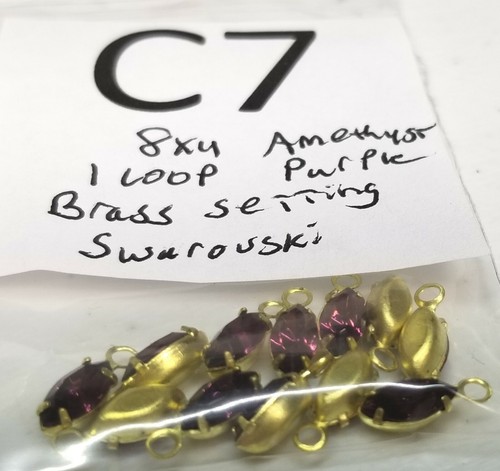 C7
8x4 Amethyst
1 Loop Purple
Brass setting
Swarovski